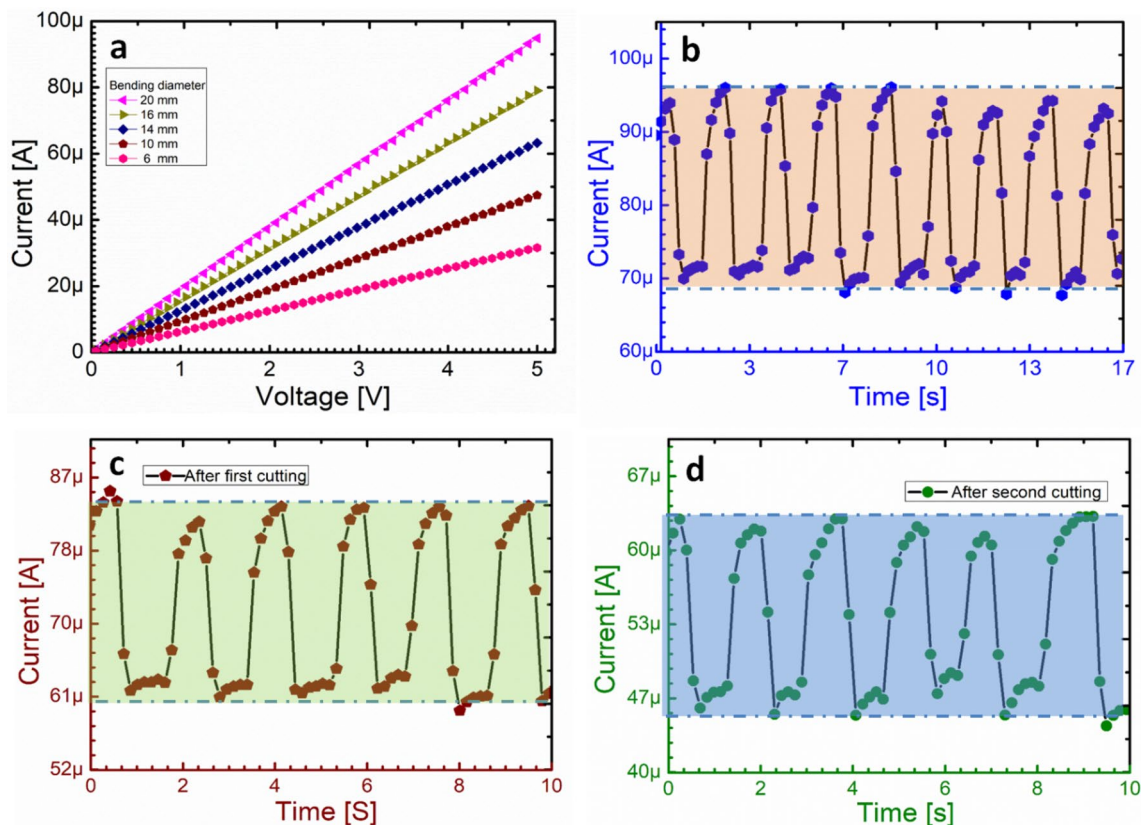 a
Current [A]
100μ
80μ
60μ
40μ
20μ
0
Bending diameter
20 mm
16 mm
14 mm
10 mm
6 mm
0 1 2 3 4 5
Voltage [V]
b
Current [A]
100μ
90μ
80μ
70μ
60μ
0 3 7 10 13 17
Time [s]
c
After first cutting
Current [A]
87μ
78μ
70μ
61μ
52μ
0 2 4 6 8 10
Time [S]
d
After second cutting
Current [A]
67μ
60μ
53μ
47μ
40μ
0 2 4 6 8 10
Time [s]